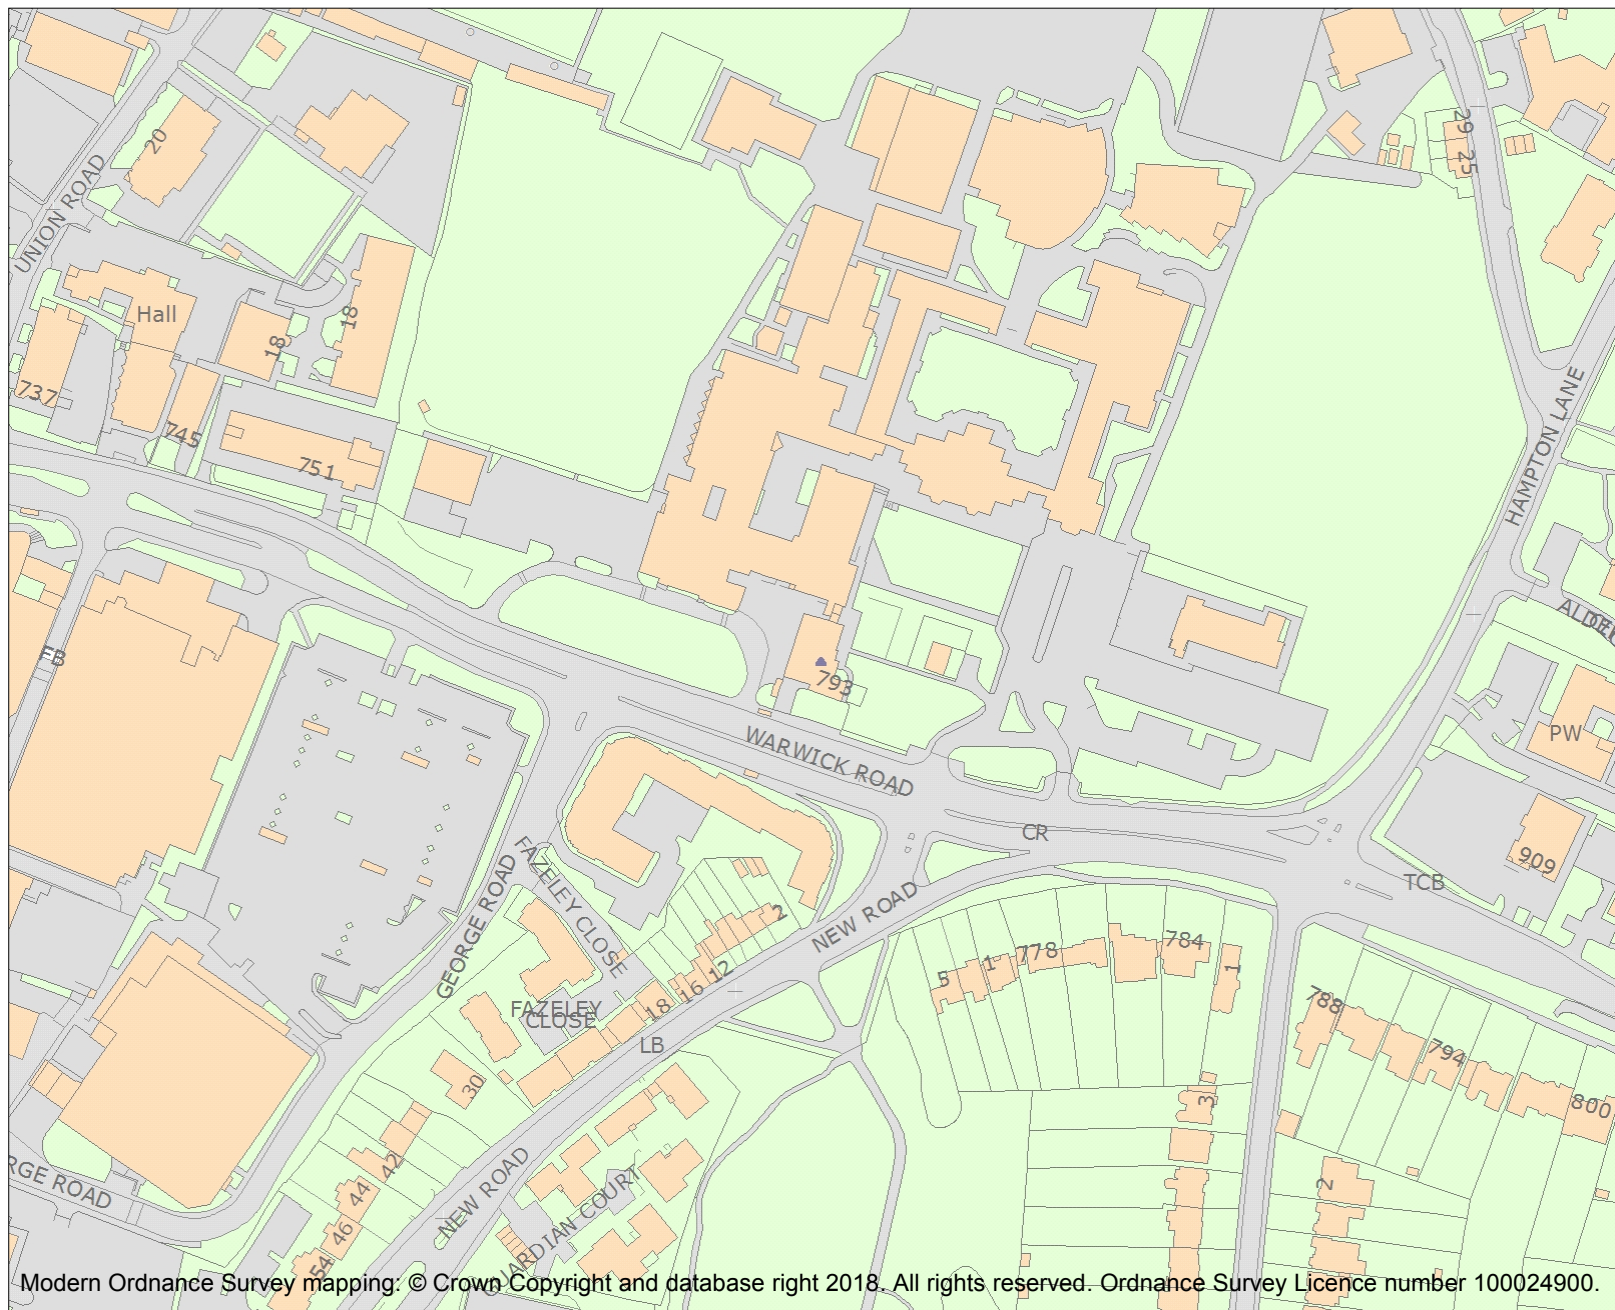 20
29
25
UNION ROAD
Hall
18
18
737
745
751
HAMPTON LANE
FB
793
PW
WARWICK ROAD
CR
909
TCB
GEORGE ROAD
FAZELEY CLOSE
NEW ROAD
2
12
16
18
5
1
778
784
1
788
794
800
FAZELEY
CLOSE
LB
30
3
42
44
46
54
2
RGE ROAD
NEW ROAD
GUARDIAN COURT
Modern Ordnance Survey mapping: © Crown Copyright and database right 2018. All rights reserved. Ordnance Survey Licence number 100024900.